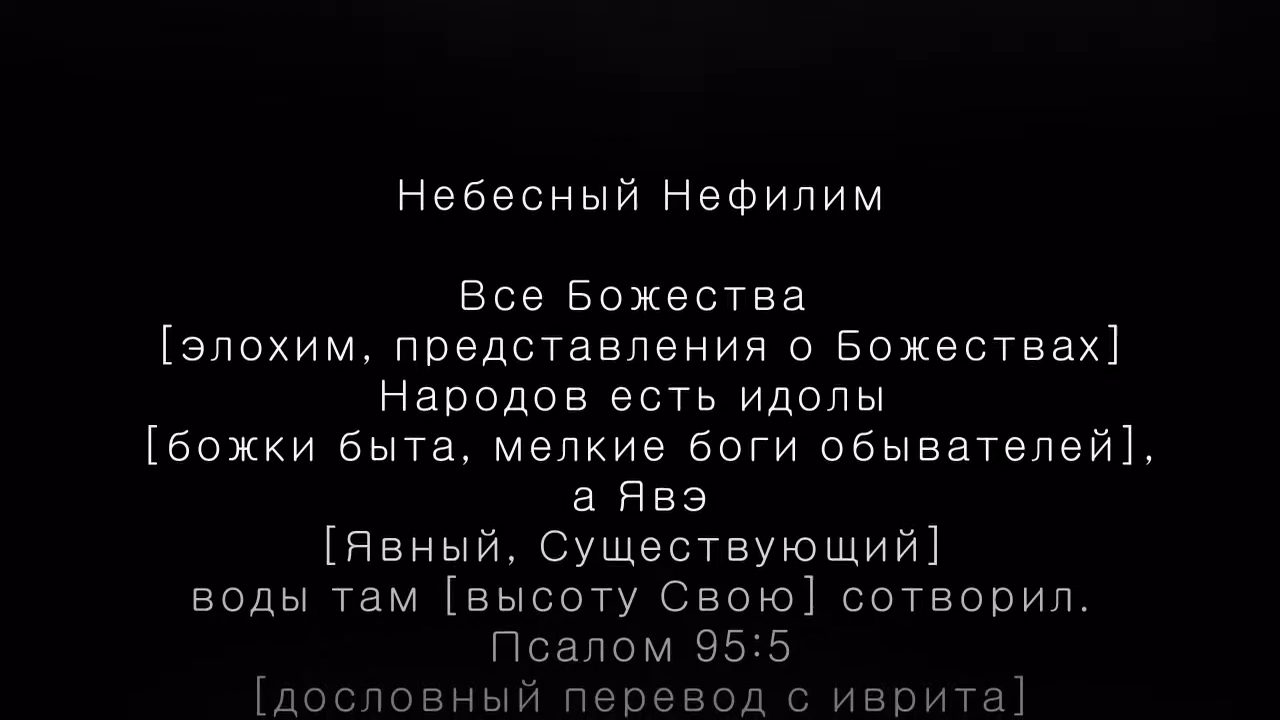 Небесный Нефилим
Все Божества
[элохим, представления о Божествах]
Народов есть идолы
[божки быта, мелкие боги обывателей],
а Явэ
[Явный, Существующий]
воды там [высоту Свою] сотворил.
Псалом 95:5
[дословный перевод с иврита]